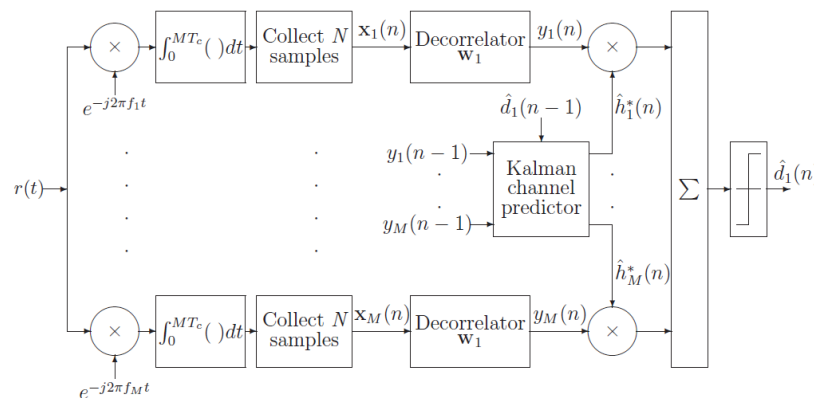 × ∫₀^{MT_c}( )dt Collect N samples x₁(n) Decorrelator w₁ y₁(n) ×
e^{-j2πf₁t} d̂₁(n − 1) ĥ₁*(n)
y₁(n − 1) Kalman channel predictor
r(t) ∑ d̂₁(n
y_M(n − 1)
ĥ_M*(n)
× ∫₀^{MT_c}( )dt Collect N samples x_M(n) Decorrelator w₁ y_M(n) ×
e^{-j2πf_Mt}